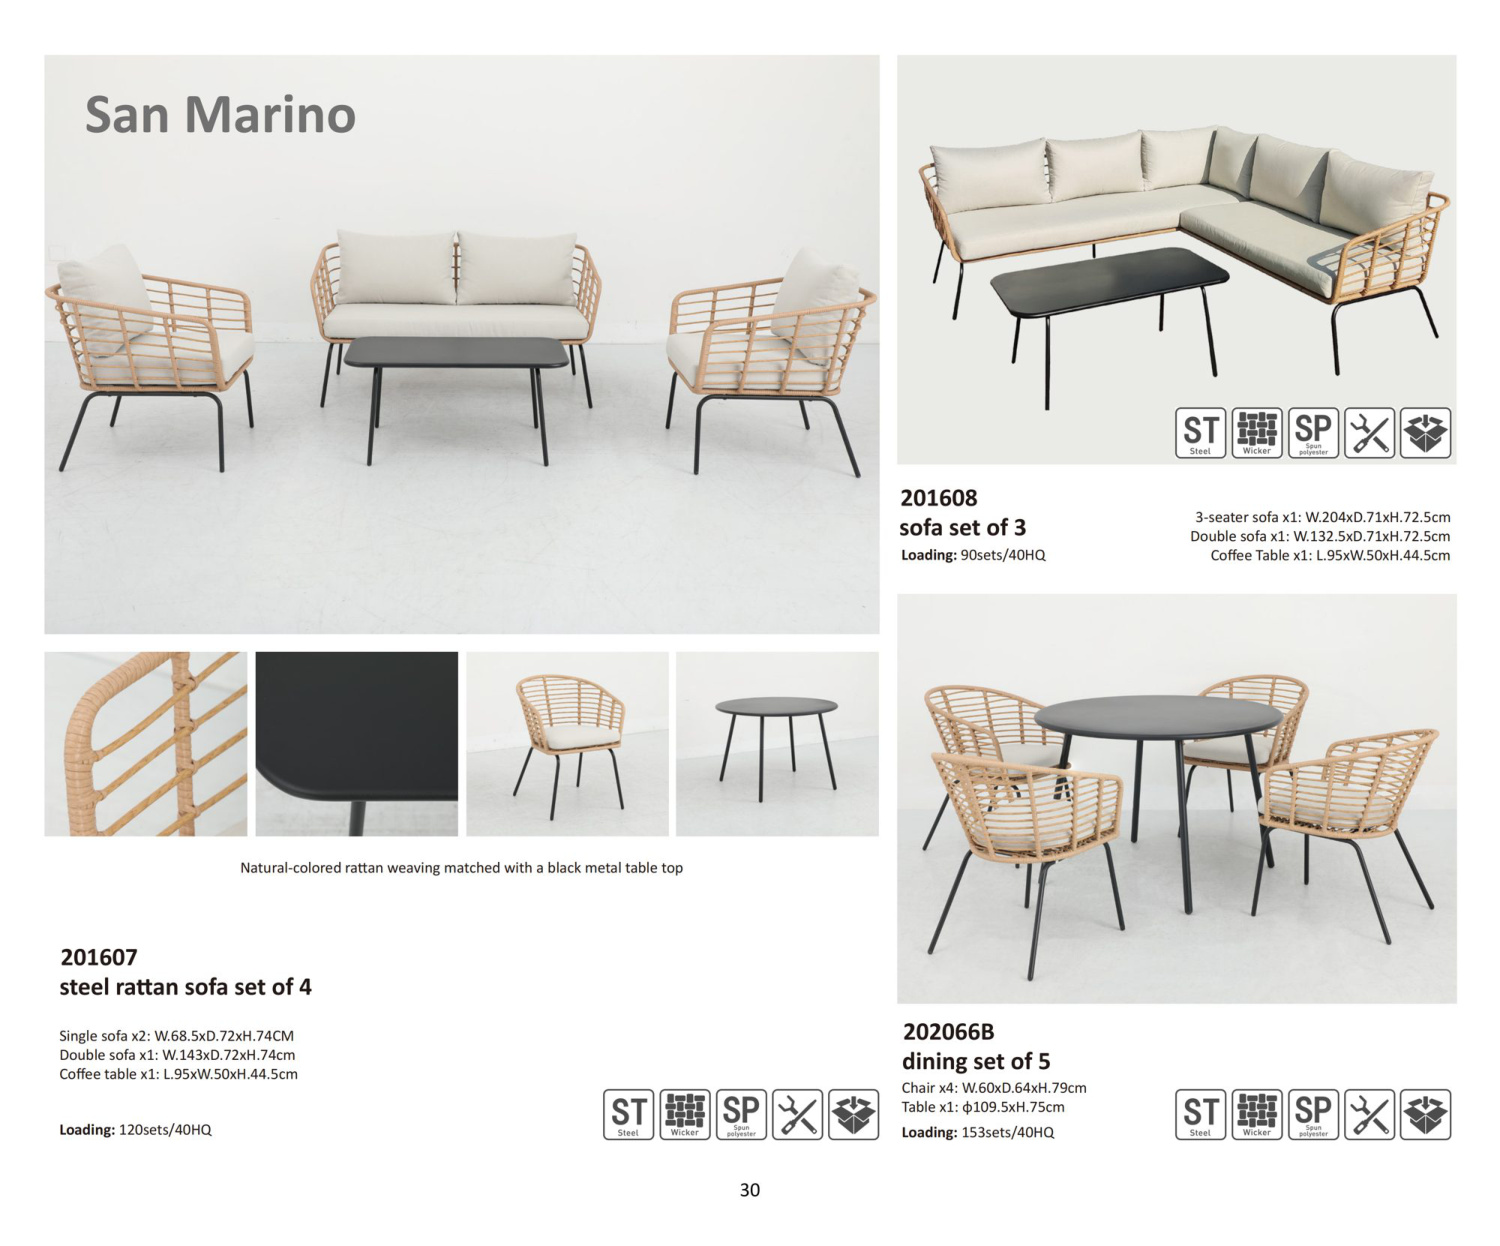 San Marino
ST
Steel
Wicker
SP
Spun
polyester
201608
sofa set of 3
Loading: 90sets/40HQ
3-seater sofa x1: W.204xD.71xH.72.5cm
Double sofa x1: W.132.5xD.71xH.72.5cm
Coffee Table x1: L.95xW.50xH.44.5cm
Natural-colored rattan weaving matched with a black metal table top
201607
steel rattan sofa set of 4
Single sofa x2: W.68.5xD.72xH.74CM
Double sofa x1: W.143xD.72xH.74cm
Coffee table x1: L.95xW.50xH.44.5cm
Loading: 120sets/40HQ
ST
Steel
Wicker
SP
Spun
polyester
202066B
dining set of 5
Chair x4: W.60xD.64xH.79cm
Table x1: φ109.5xH.75cm
Loading: 153sets/40HQ
ST
Steel
Wicker
SP
Spun
polyester
30